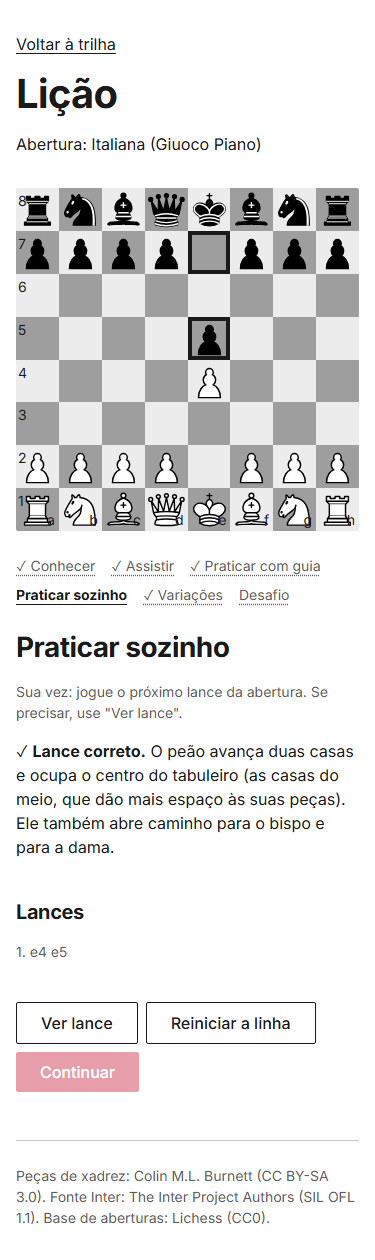 Voltar à trilha
Lição
Abertura: Italiana (Giuoco Piano)
8
7
6
5
4
3
2
1 a b c d e f g h
✓ Conhecer ✓ Assistir ✓ Praticar com guia
Praticar sozinho ✓ Variações Desafio
Praticar sozinho
Sua vez: jogue o próximo lance da abertura. Se
precisar, use "Ver lance".
✓ Lance correto. O peão avança duas casas
e ocupa o centro do tabuleiro (as casas do
meio, que dão mais espaço às suas peças).
Ele também abre caminho para o bispo e
para a dama.
Lances
1. e4 e5
Ver lance Reiniciar a linha
Continuar
Peças de xadrez: Colin M.L. Burnett (CC BY-SA
3.0). Fonte Inter: The Inter Project Authors (SIL OFL
1.1). Base de aberturas: Lichess (CC0).